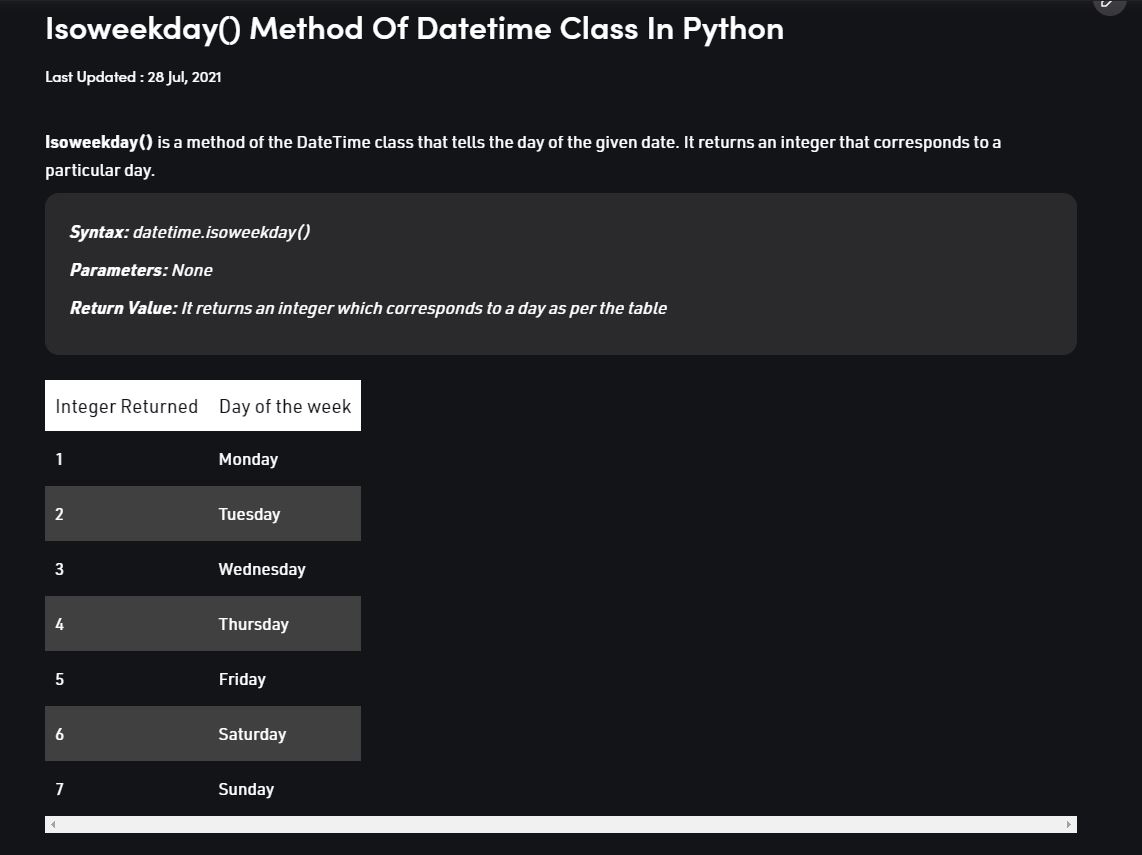 Isoweekday() Method Of Datetime Class In Python
Last Updated : 28 Jul, 2021
Isoweekday() is a method of the DateTime class that tells the day of the given date. It returns an integer that corresponds to a
particular day.
Syntax: datetime.isoweekday()
Parameters: None
Return Value: It returns an integer which corresponds to a day as per the table
Integer Returned Day of the week
1 Monday
2 Tuesday
3 Wednesday
4 Thursday
5 Friday
6 Saturday
7 Sunday